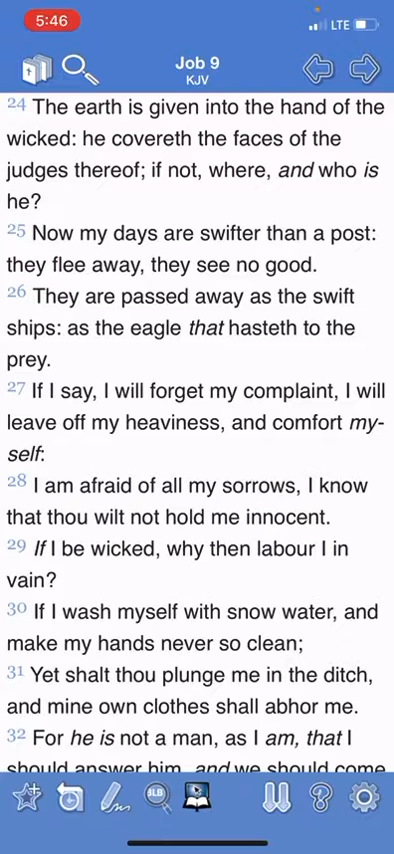 5:46
LTE
Job 9
KJV
24 The earth is given into the hand of the
wicked: he covereth the faces of the
judges thereof; if not, where, and who is
he?
25 Now my days are swifter than a post:
they flee away, they see no good.
26 They are passed away as the swift
ships: as the eagle that hasteth to the
prey.
27 If I say, I will forget my complaint, I will
leave off my heaviness, and comfort my-
self:
28 I am afraid of all my sorrows, I know
that thou wilt not hold me innocent.
29 If I be wicked, why then labour I in
vain?
30 If I wash myself with snow water, and
make my hands never so clean;
31 Yet shalt thou plunge me in the ditch,
and mine own clothes shall abhor me.
32 For he is not a man, as I am, that I
should answer him, and we should come
BLB